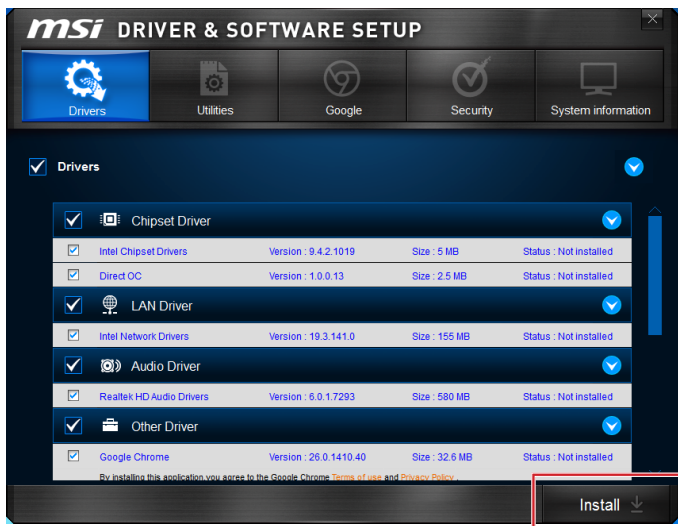 msi DRIVER & SOFTWARE SETUP
Drivers Utilities Google Security System information
Drivers
Chipset Driver
Intel Chipset Drivers Version : 9.4.2.1019 Size : 5 MB Status : Not installed
Direct OC Version : 1.0.0.13 Size : 2.5 MB Status : Not installed
LAN Driver
Intel Network Drivers Version : 19.3.141.0 Size : 155 MB Status : Not installed
Audio Driver
Realtek HD Audio Drivers Version : 6.0.1.7293 Size : 580 MB Status : Not installed
Other Driver
Google Chrome Version : 26.0.1410.40 Size : 32.6 MB Status : Not installed
By installing this application,you agree to the Google Chrome Terms of use and Privacy Policy .
Install